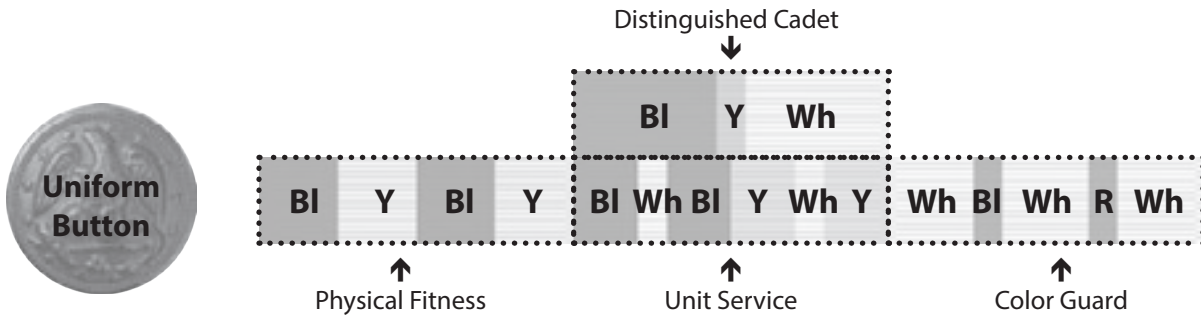 Distinguished Cadet
Bl Y Wh
Uniform
Button
Bl Y Bl Y Bl Wh Bl Y Wh Y Wh Bl Wh R Wh
Physical Fitness Unit Service Color Guard